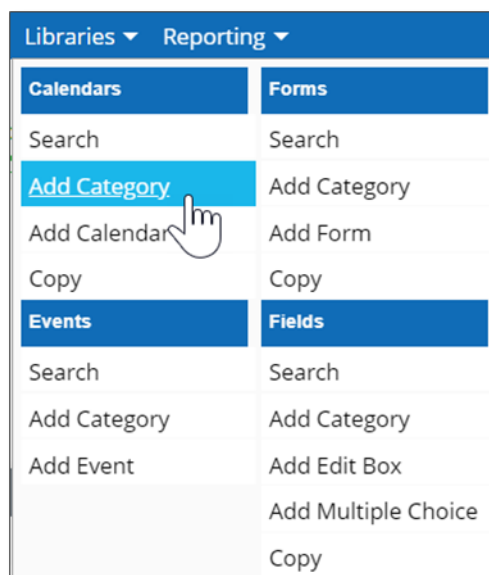 Libraries Reporting
Calendars
Search
Add Category
Add Calendar
Copy
Events
Search
Add Category
Add Event
Forms
Search
Add Category
Add Form
Copy
Fields
Search
Add Category
Add Edit Box
Add Multiple Choice
Copy